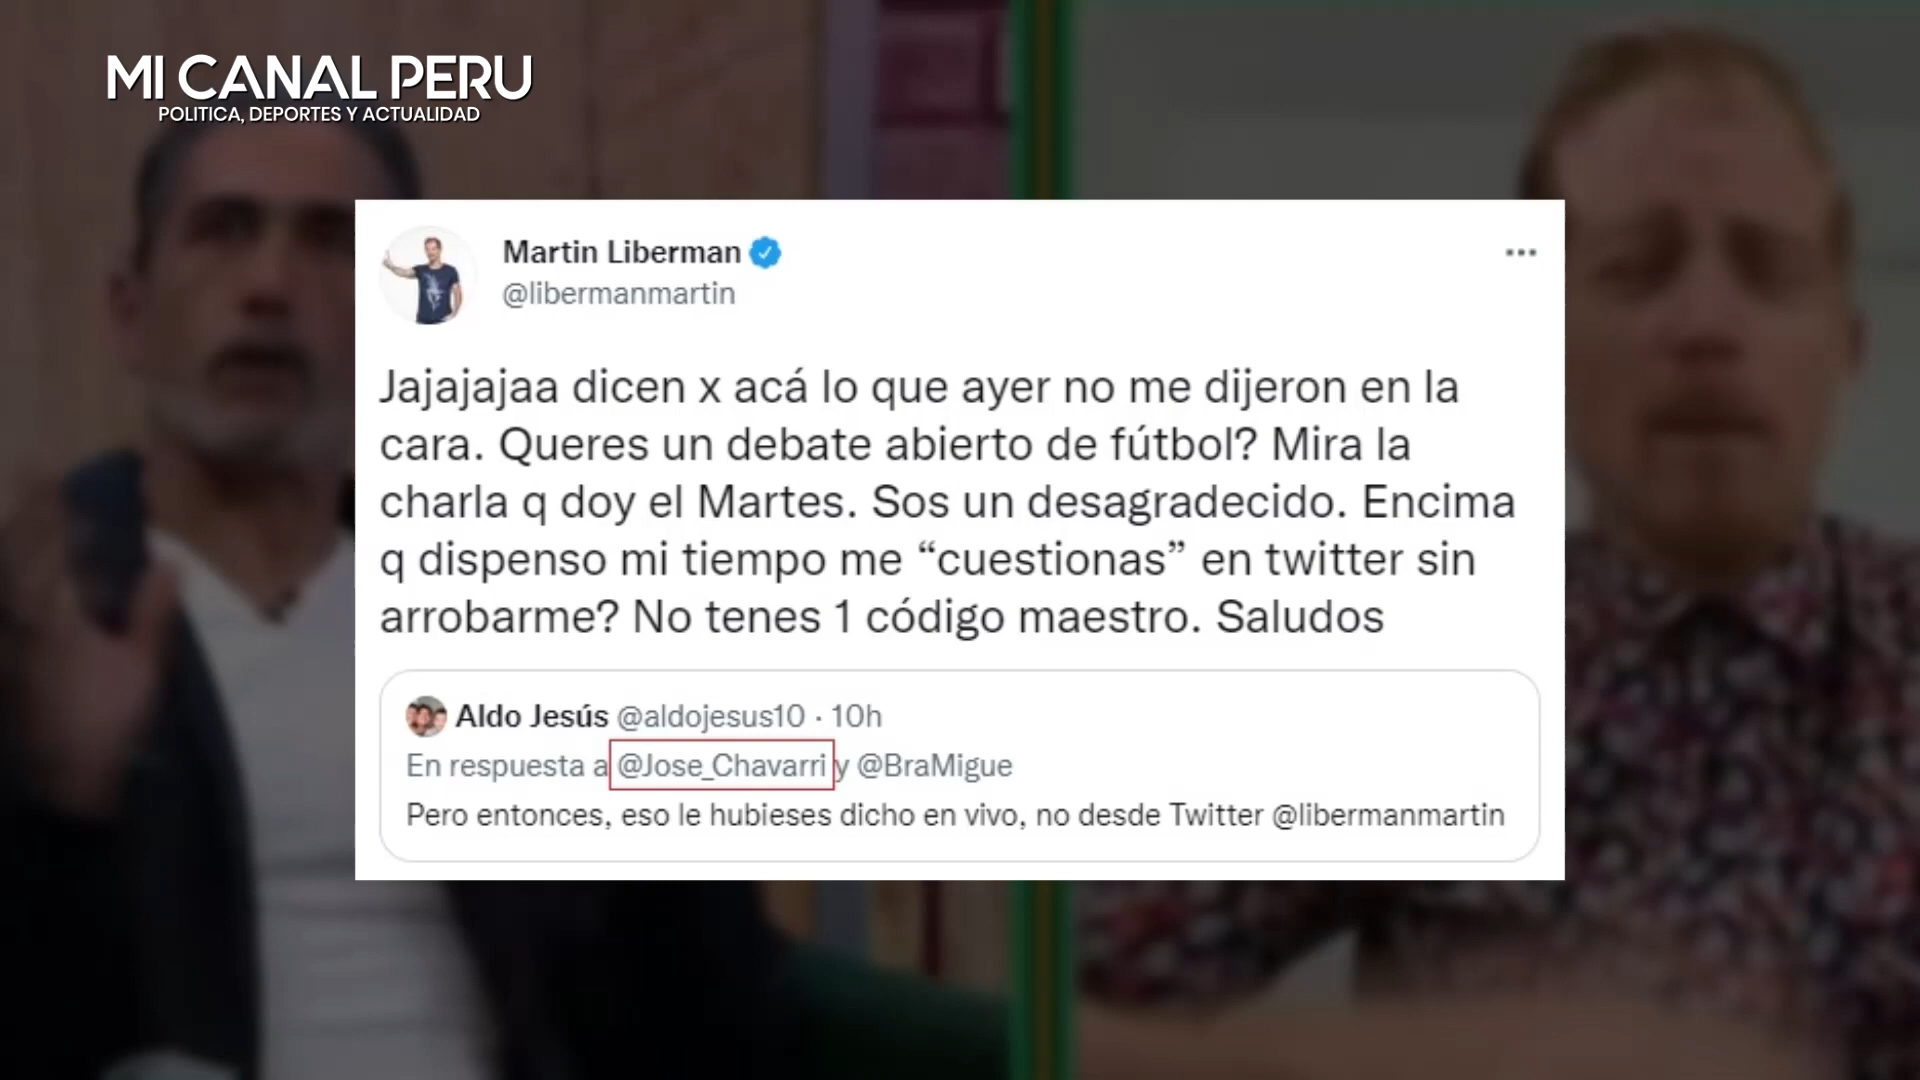 MI CANAL PERU
POLITICA, DEPORTES Y ACTUALIDAD
Martin Liberman
@libermanmartin
Jajajajaa dicen x acá lo que ayer no me dijeron en la
cara. Queres un debate abierto de fútbol? Mira la
charla q doy el Martes. Sos un desagradecido. Encima
q dispenso mi tiempo me “cuestionas” en twitter sin
arrobarme? No tenes 1 código maestro. Saludos
Aldo Jesús @aldojesus10 · 10h
En respuesta a @Jose_Chavarri y @BraMigue
Pero entonces, eso le hubieses dicho en vivo, no desde Twitter @libermanmartin